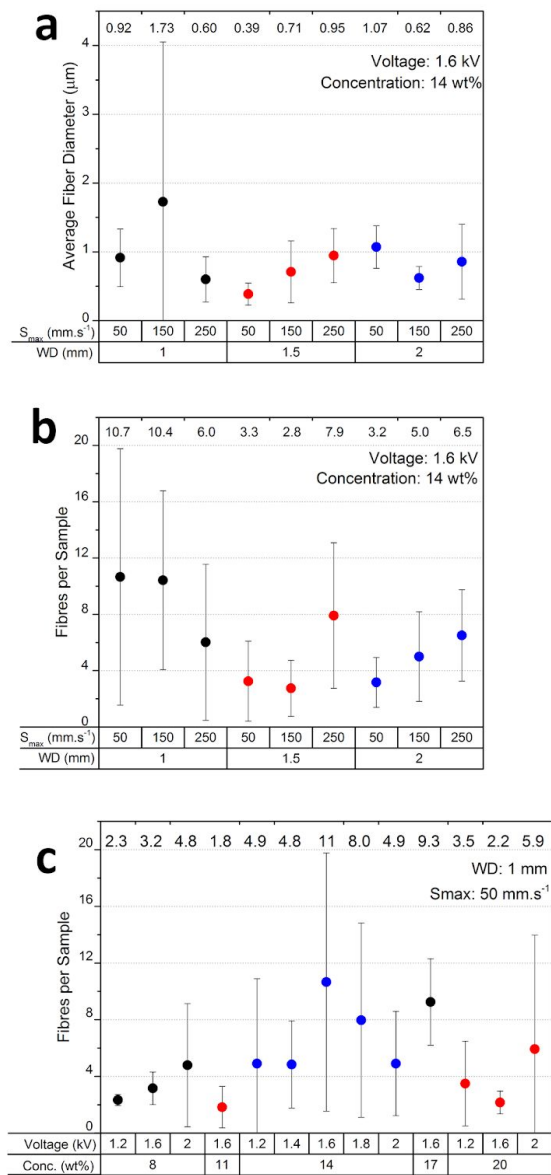 a
0.92 1.73 0.60 0.39 0.71 0.95 1.07 0.62 0.86
Voltage: 1.6 kV
Concentration: 14 wt%
Average Fiber Diameter (μm)
4
3
2
1
0
S_max (mm.s⁻¹) 50 150 250 50 150 250 50 150 250
WD (mm) 1 1.5 2
b
10.7 10.4 6.0 3.3 2.8 7.9 3.2 5.0 6.5
Voltage: 1.6 kV
Concentration: 14 wt%
Fibres per Sample
20
16
12
8
4
0
S_max (mm.s⁻¹) 50 150 250 50 150 250 50 150 250
WD (mm) 1 1.5 2
c
2.3 3.2 4.8 1.8 4.9 4.8 11 8.0 4.9 9.3 3.5 2.2 5.9
WD: 1 mm
Smax: 50 mm.s⁻¹
Fibres per Sample
20
16
12
8
4
0
Voltage (kV) 1.2 1.6 2 1.6 1.2 1.4 1.6 1.8 2 1.6 1.2 1.6 2
Conc. (wt%) 8 11 14 17 20